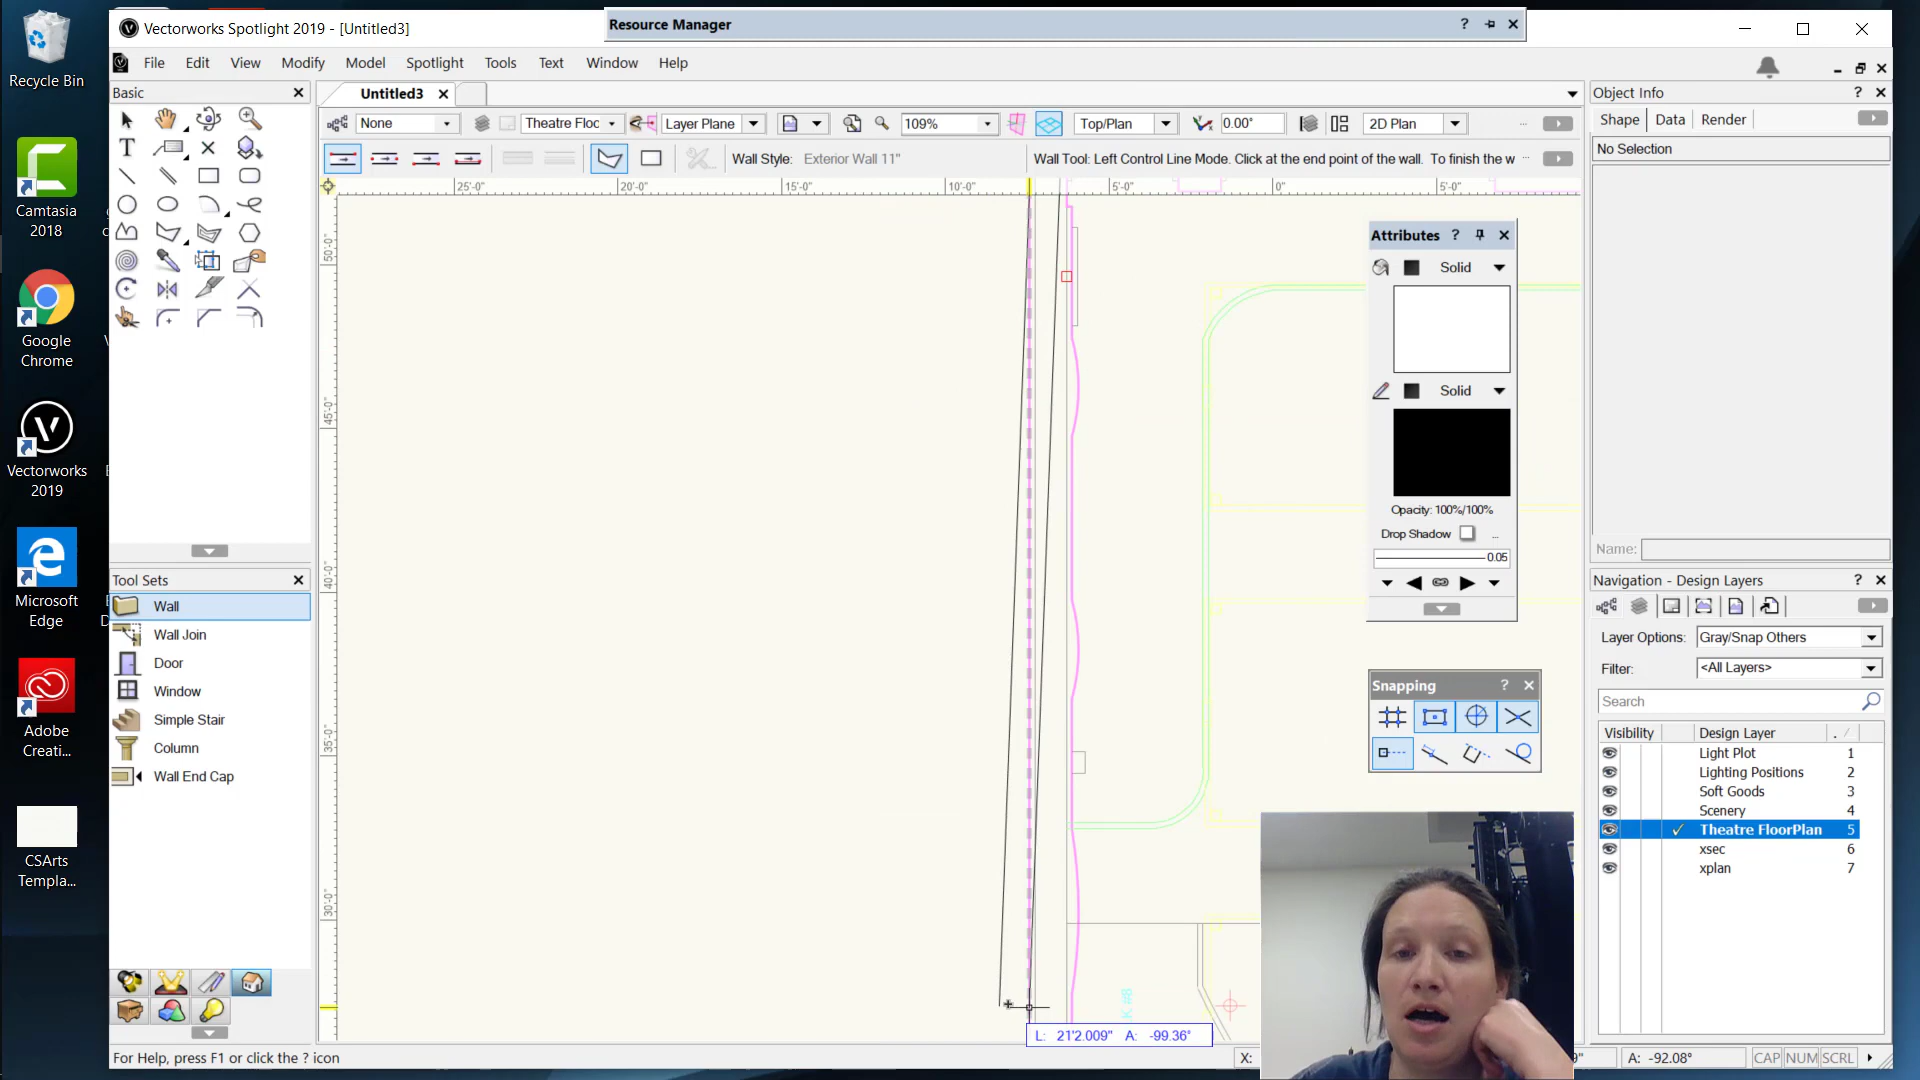 Recycle Bin
Camtasia
2018
Google
Chrome
Vectorworks
2019
Microsoft
Edge
Adobe
Creati...
CSArts
Templa...
Vectorworks Spotlight 2019 - [Untitled3]
Resource Manager
?
File Edit View Modify Model Spotlight Tools Text Window Help
Basic
Untitled3
None
Theatre Floc
Layer Plane
109%
Top/Plan
0.00°
2D Plan
...
Wall Style: Exterior Wall 11"
Wall Tool: Left Control Line Mode. Click at the end point of the wall. To finish the w ...
25'-0" 20'-0" 15'-0" 10'-0" 5'-0" 0" 5'-0"
50'-0"
45'-0"
40'-0"
35'-0"
30'-0"
Tool Sets
Wall
Wall Join
Door
Window
Simple Stair
Column
Wall End Cap
Attributes ?
Solid
Solid
Opacity: 100%/100%
Drop Shadow ...
0.05
Snapping ?
L: 21'2.009" A: -99.36°
K #8
Object Info ?
Shape Data Render
No Selection
Name:
Navigation - Design Layers ?
Layer Options: Gray/Snap Others
Filter: <All Layers>
Search
Visibility Design Layer . /
Light Plot 1
Lighting Positions 2
Soft Goods 3
Scenery 4
Theatre FloorPlan 5
xsec 6
xplan 7
For Help, press F1 or click the ? icon
X:
9"
A: -92.08°
CAP NUM SCRL